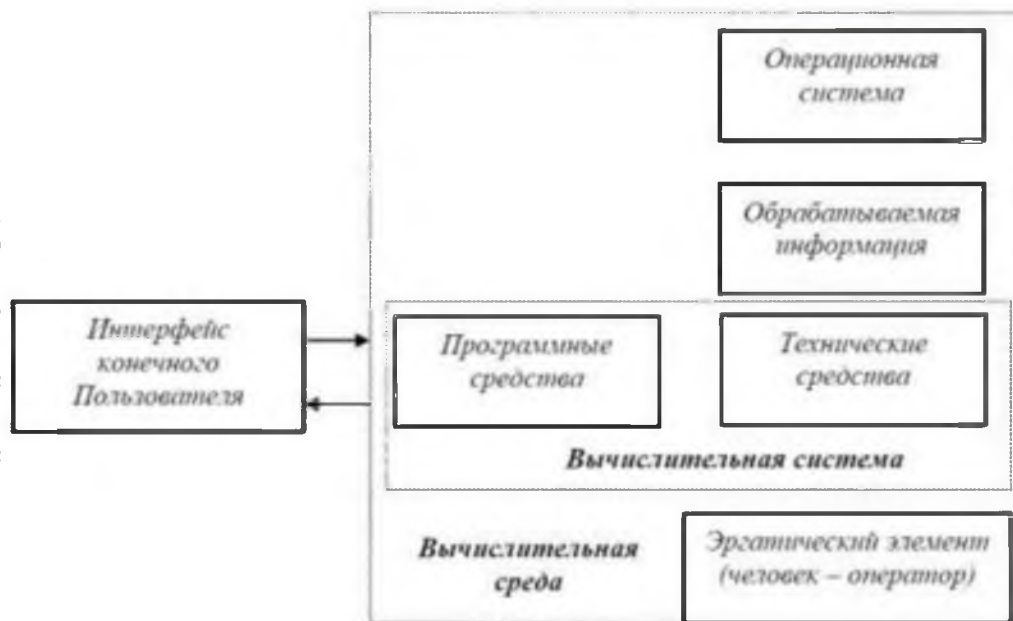 Операционная
система
Обрабатываемая
информация
Интерфейс
конечного
Пользователя
Программные
средства
Технические
средства
Вычислительная система
Вычислительная
среда
Эргатический элемент
(человек – оператор)